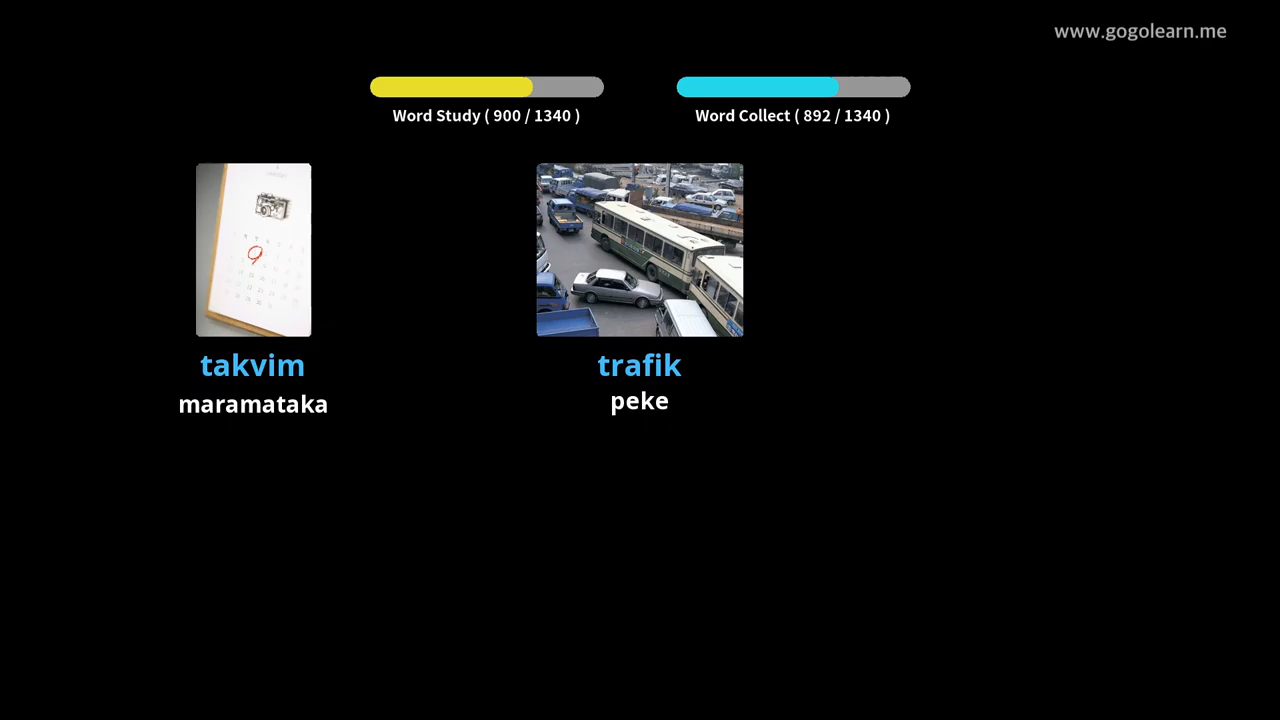 www.gogolearn.me
Word Study ( 900 / 1340 )
Word Collect ( 892 / 1340 )
takvim
maramataka
trafik
peke